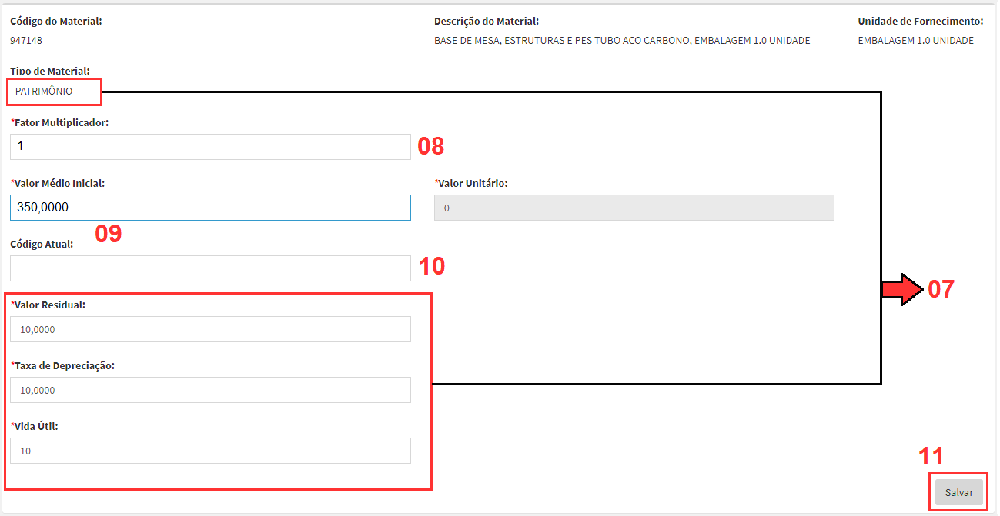 Código do Material:
Descrição do Material:
Unidade de Fornecimento:
947148
BASE DE MESA, ESTRUTURAS E PES TUBO ACO CARBONO, EMBALAGEM 1.0 UNIDADE
EMBALAGEM 1.0 UNIDADE
Tipo de Material:
PATRIMÔNIO
*Fator Multiplicador:
1
08
*Valor Médio Inicial:
*Valor Unitário:
350,0000
0
09
Código Atual:
10
07
*Valor Residual:
10,0000
*Taxa de Depreciação:
10,0000
*Vida Útil:
10
11
Salvar